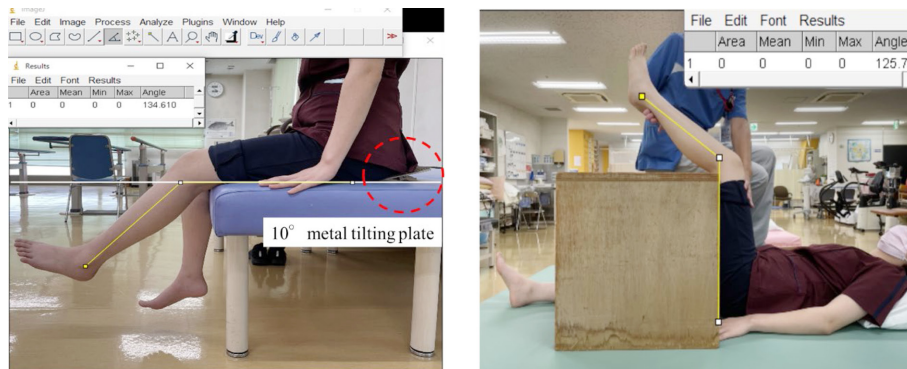 ImageJ
File Edit Image Process Analyze Plugins Window Help
Dev
Results
File Edit Font Results
Area Mean Min Max Angle
1 0 0 0 0 134.610
10° metal tilting plate
File Edit Font Results
Area Mean Min Max Angle
1 0 0 0 0 125.7